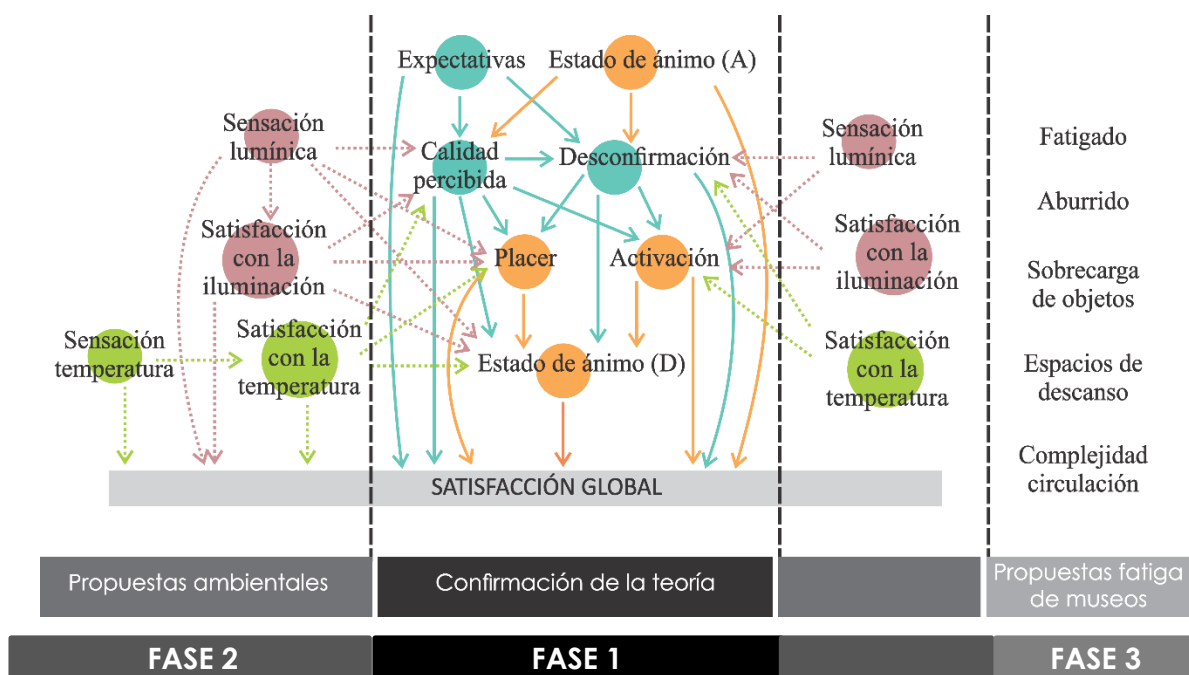 Expectativas
Estado de ánimo (A)
Sensación
lumínica
Calidad
percibida
Desconfirmación
Sensación
lumínica
Fatigado
Aburrido
Satisfacción
con la
iluminación
Placer
Activación
Satisfacción
con la
iluminación
Sobrecarga
de objetos
Sensación
temperatura
Satisfacción
con la
temperatura
Estado de ánimo (D)
Satisfacción
con la
temperatura
Espacios de
descanso
Complejidad
circulación
SATISFACCIÓN GLOBAL
Propuestas ambientales
Confirmación de la teoría
Propuestas fatiga
de museos
FASE 2
FASE 1
FASE 3